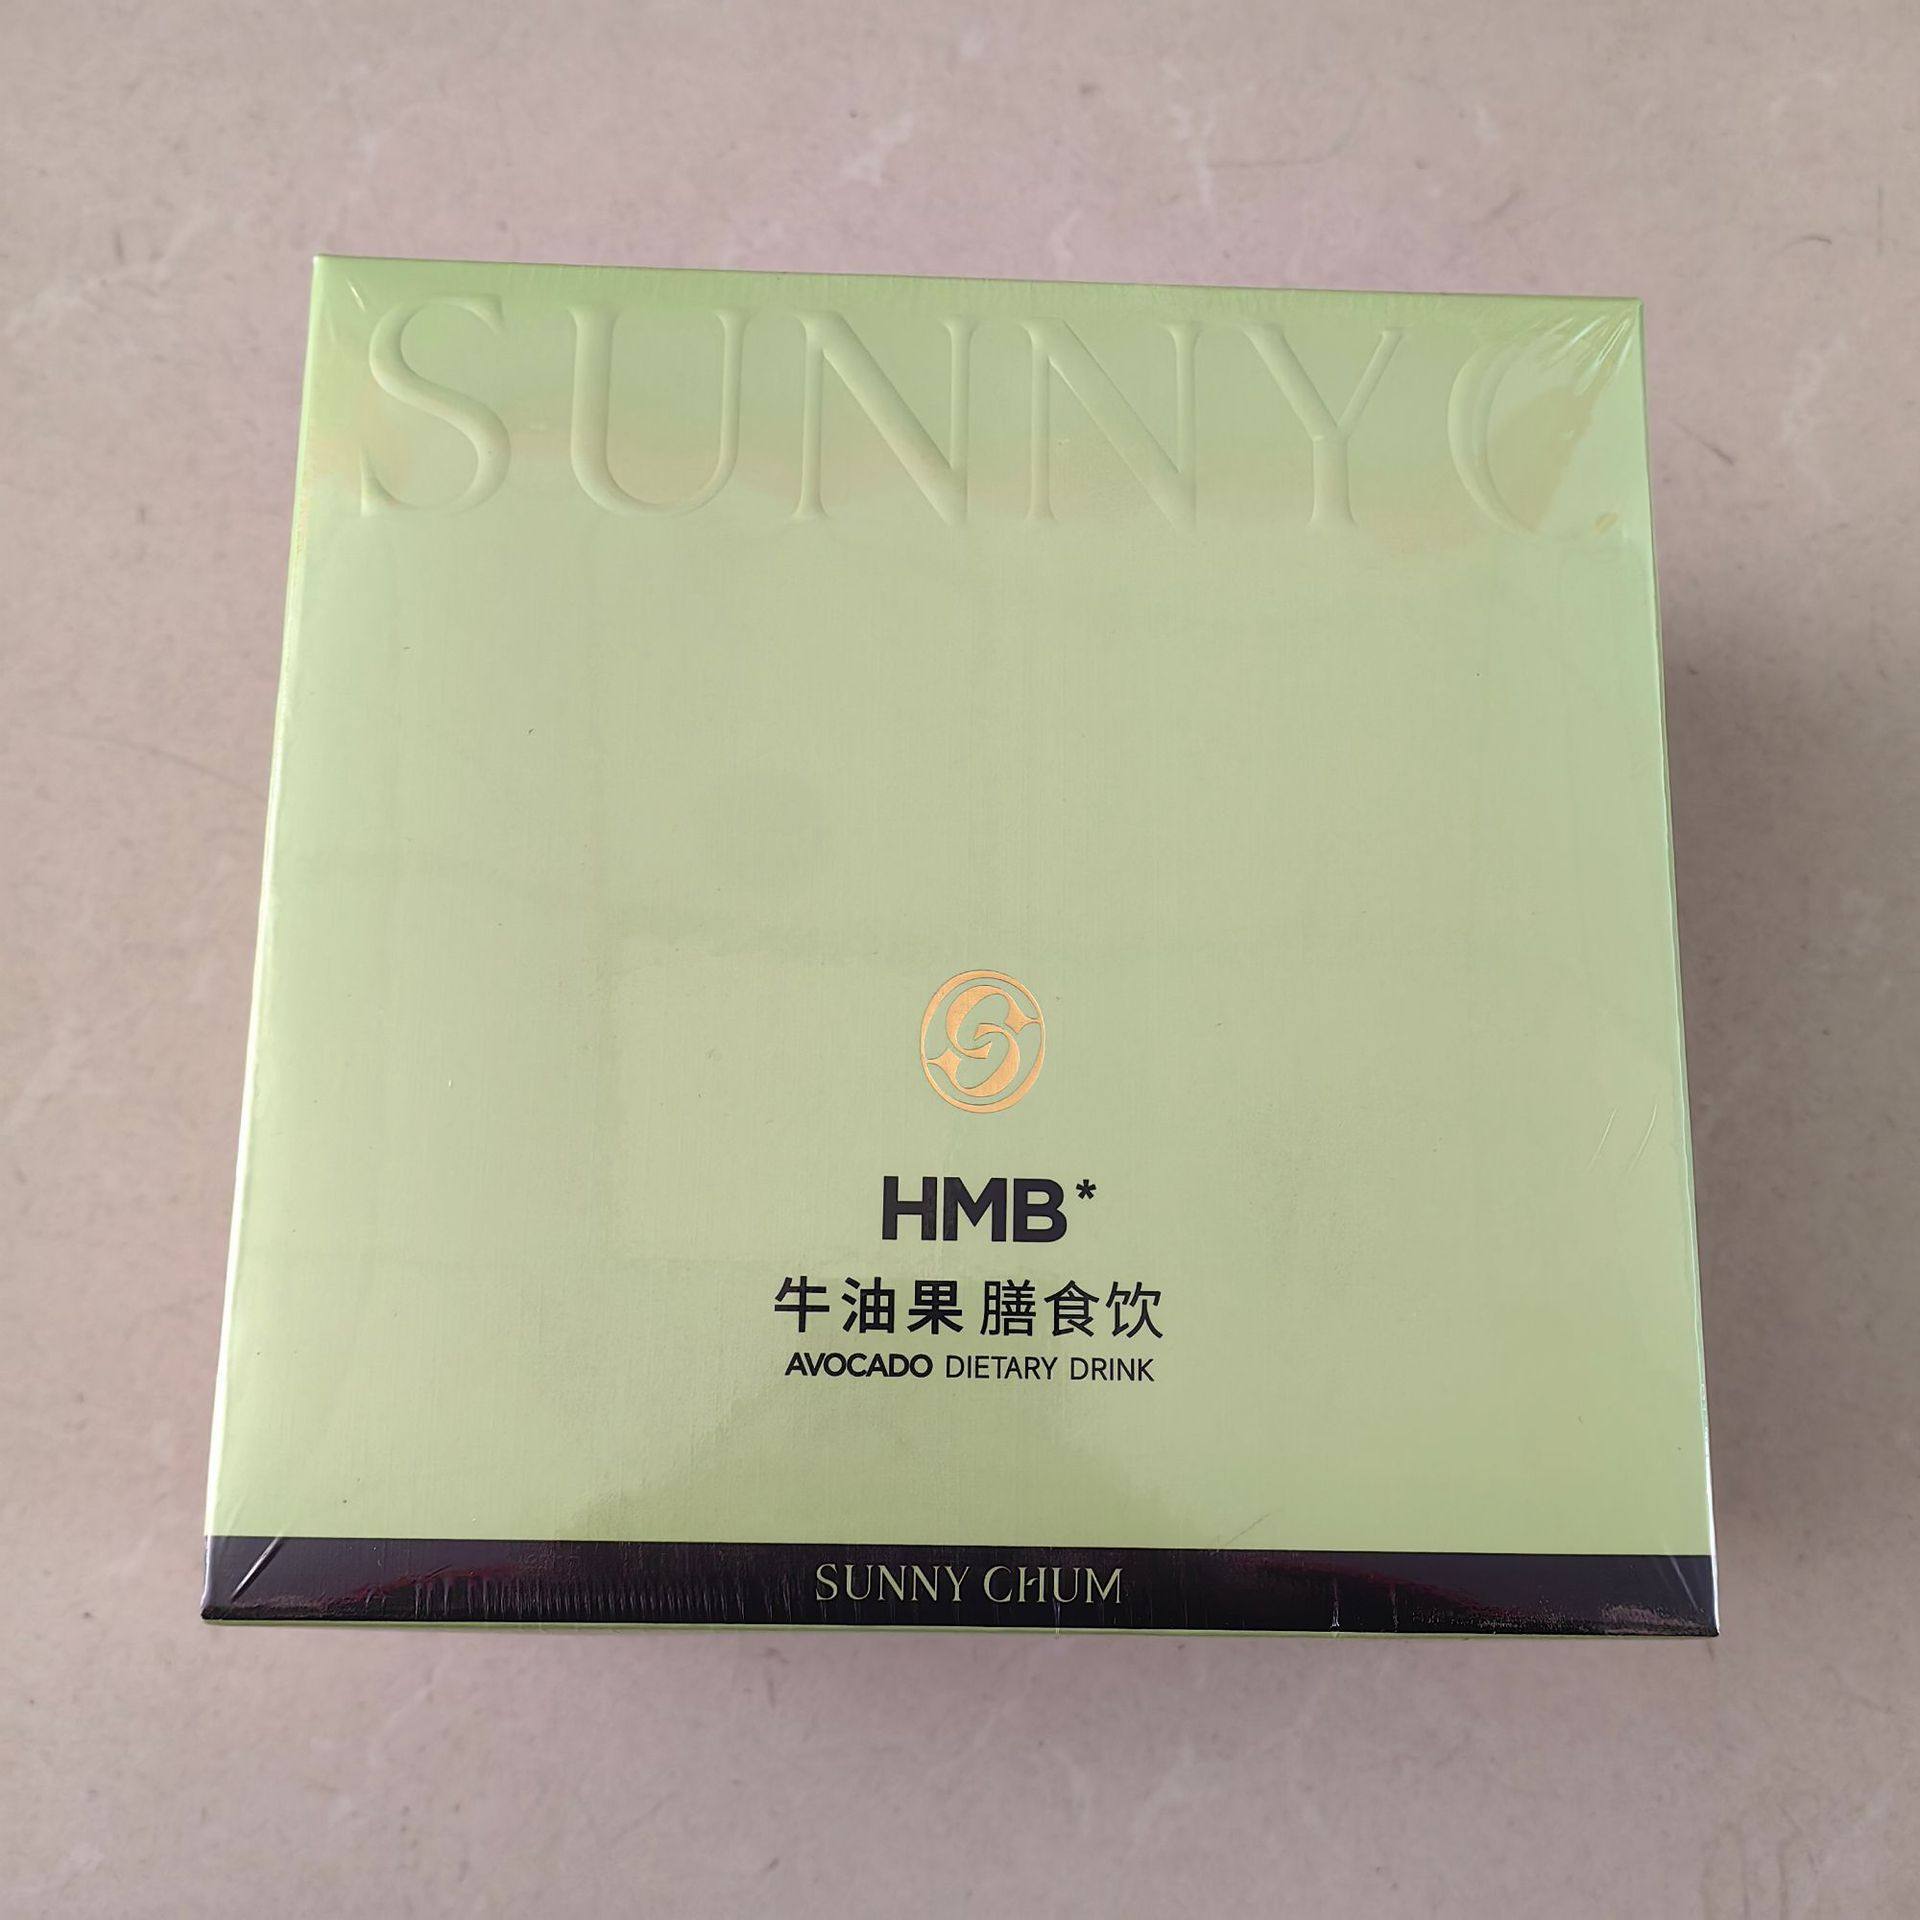 SUNNY C
HMB*
牛油果 膳食饮
AVOCADO DIETARY DRINK
SUNNY CHUM